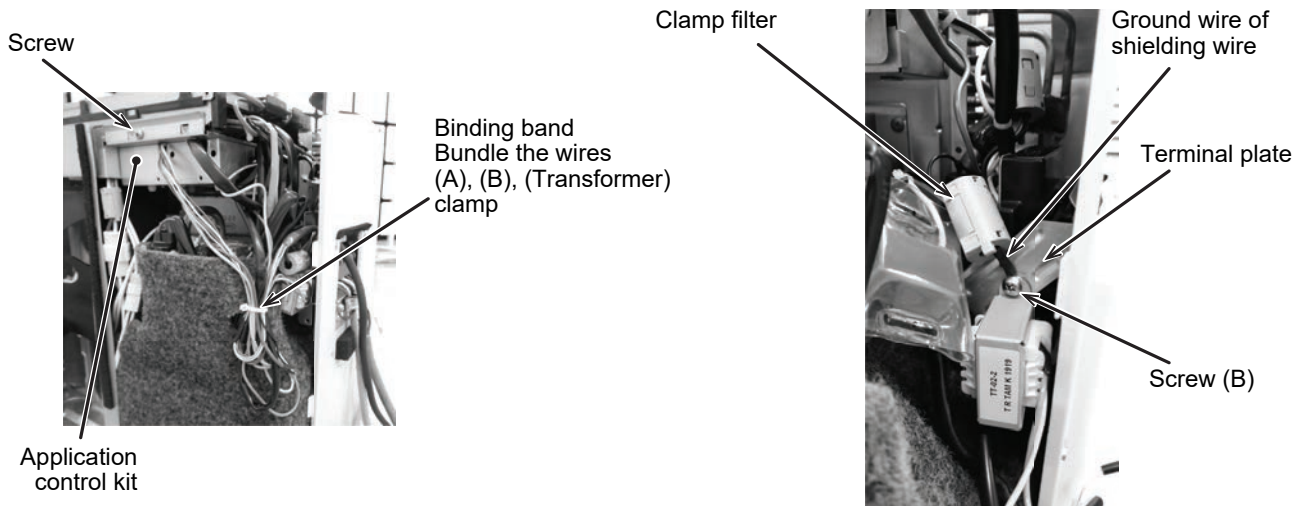 Screw
Binding band
Bundle the wires
(A), (B), (Transformer)
clamp
Application
control kit
Clamp filter
Ground wire of
shielding wire
Terminal plate
Screw (B)
TT-02-2
T R TAM K 1919